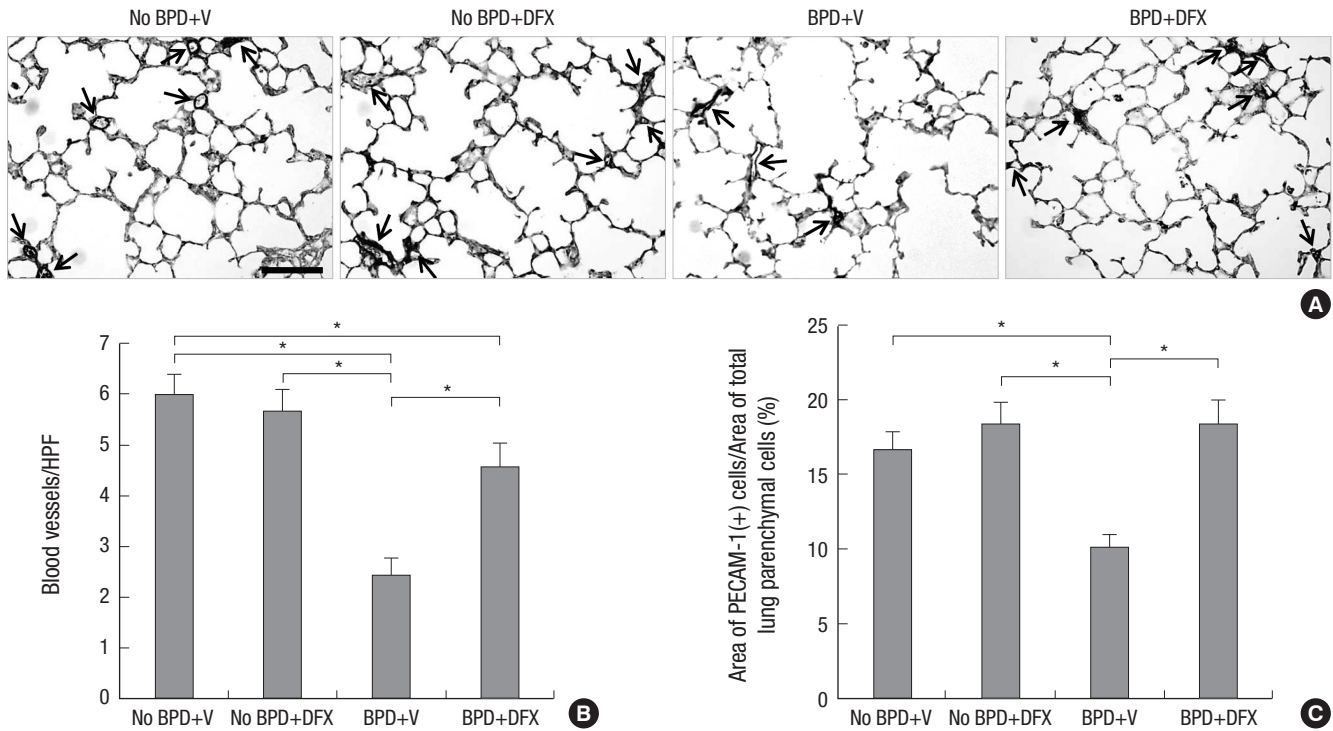 No BPD+V
No BPD+DFX
BPD+V
BPD+DFX
A
Blood vessels/HPF
7
6
5
4
3
2
1
0
*
*
*
*
No BPD+V
No BPD+DFX
BPD+V
BPD+DFX
B
Area of PECAM-1(+) cells/Area of total
lung parenchymal cells (%)
25
20
15
10
5
0
*
*
*
No BPD+V
No BPD+DFX
BPD+V
BPD+DFX
C